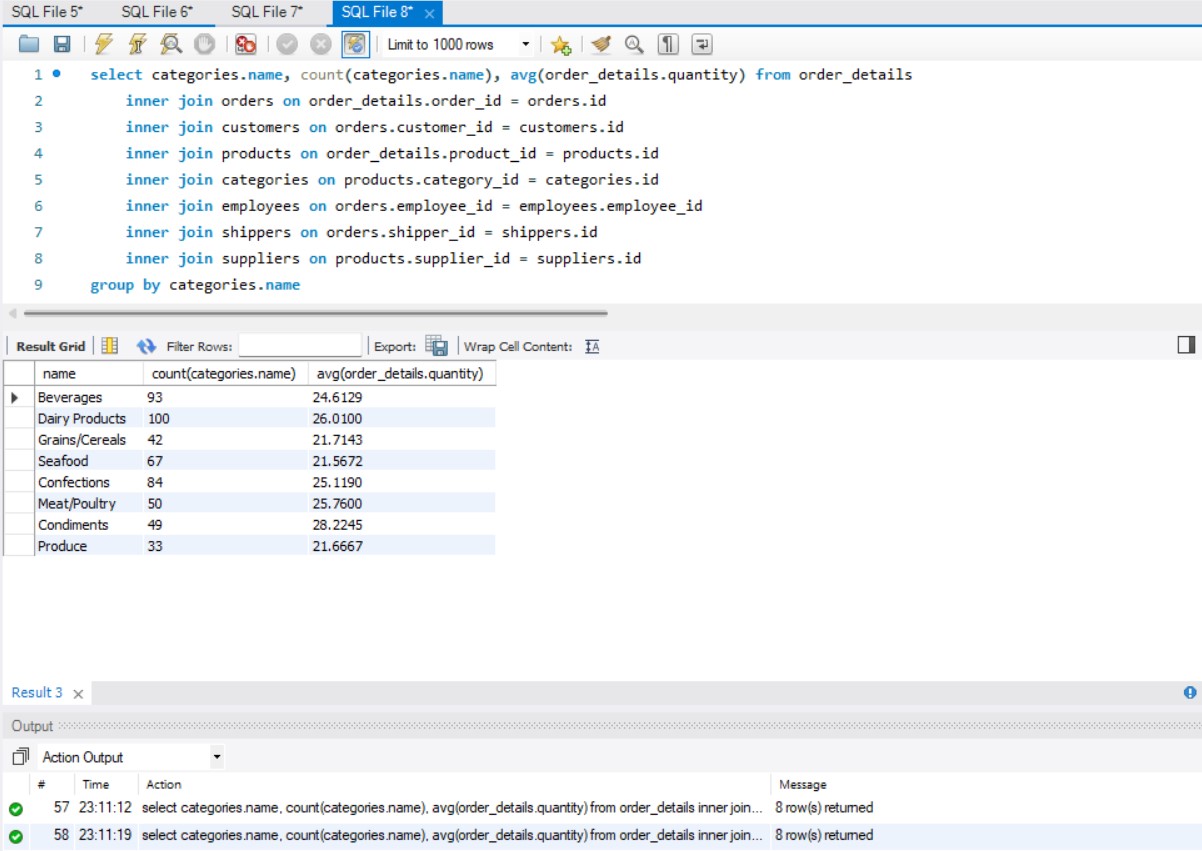 SQL File 5* SQL File 6* SQL File 7* SQL File 8*
Limit to 1000 rows
1 select categories.name, count(categories.name), avg(order_details.quantity) from order_details
2 inner join orders on order_details.order_id = orders.id
3 inner join customers on orders.customer_id = customers.id
4 inner join products on order_details.product_id = products.id
5 inner join categories on products.category_id = categories.id
6 inner join employees on orders.employee_id = employees.employee_id
7 inner join shippers on orders.shipper_id = shippers.id
8 inner join suppliers on products.supplier_id = suppliers.id
9 group by categories.name
Result Grid Filter Rows: Export: Wrap Cell Content:
name count(categories.name) avg(order_details.quantity)
Beverages 93 24.6129
Dairy Products 100 26.0100
Grains/Cereals 42 21.7143
Seafood 67 21.5672
Confections 84 25.1190
Meat/Poultry 50 25.7600
Condiments 49 28.2245
Produce 33 21.6667
Result 3
Output
Action Output
# Time Action Message
57 23:11:12 select categories.name, count(categories.name), avg(order_details.quantity) from order_details inner join... 8 row(s) returned
58 23:11:19 select categories.name, count(categories.name), avg(order_details.quantity) from order_details inner join... 8 row(s) returned